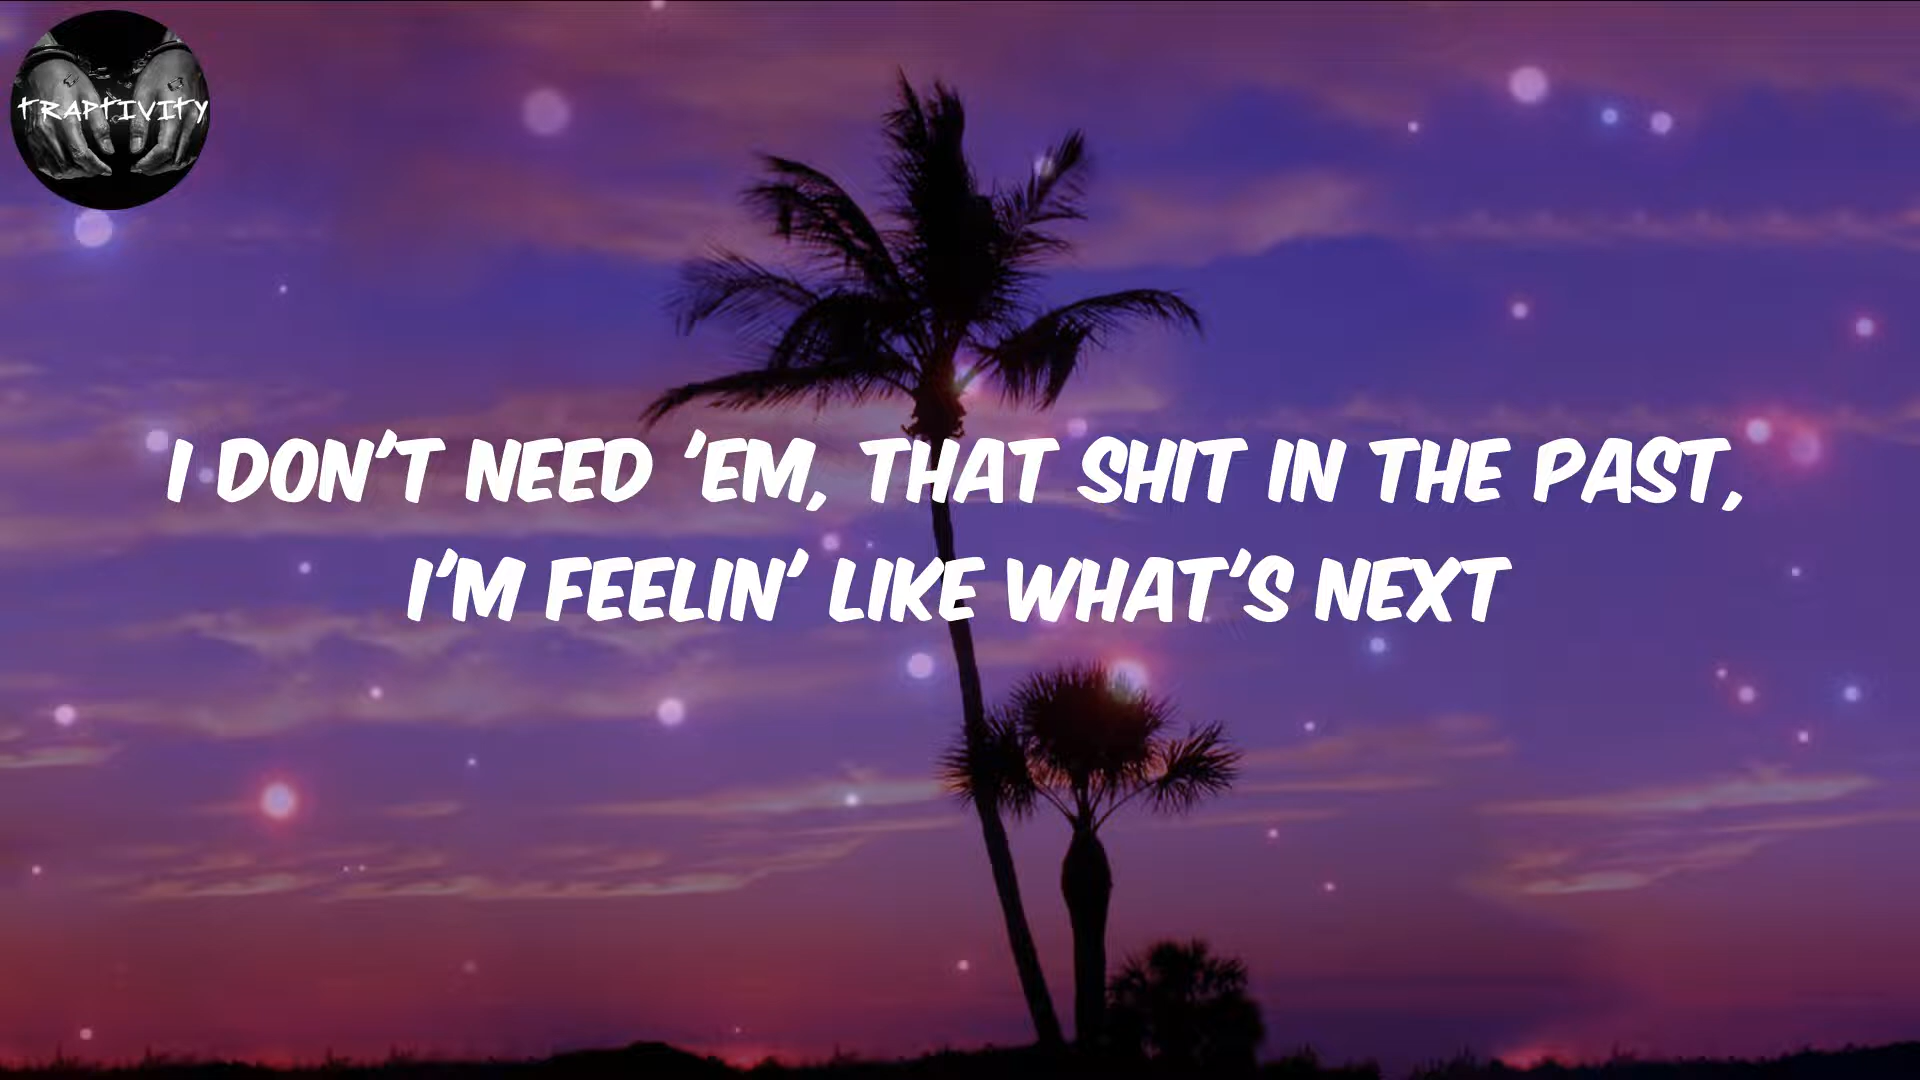 TRAPTIVITY
I DON'T NEED 'EM, THAT SHIT IN THE PAST,
I'M FEELIN' LIKE WHAT'S NEXT